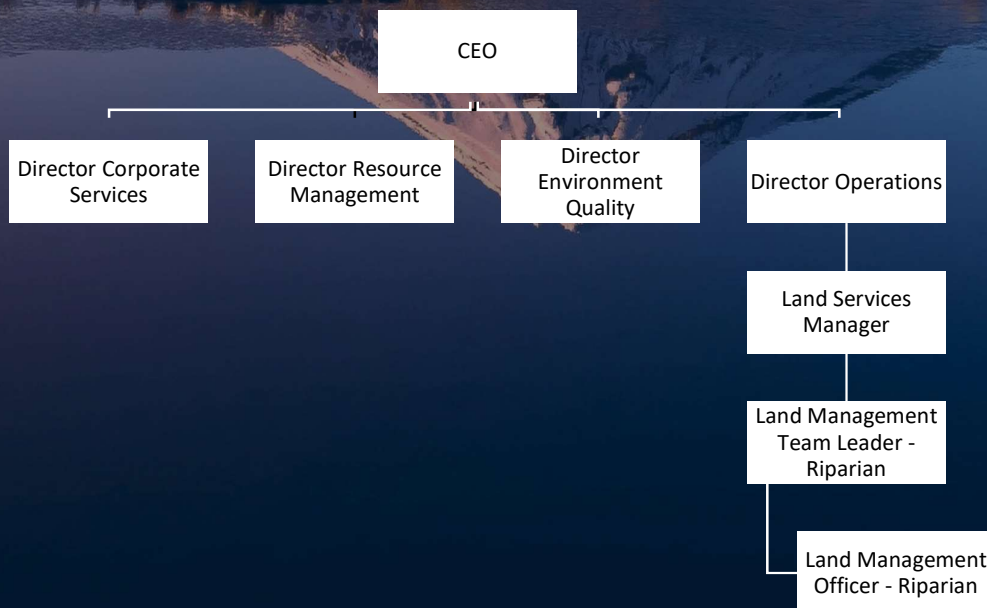 CEO
Director Corporate
Services
Director Resource
Management
Director
Environment
Quality
Director Operations
Land Services
Manager
Land Management
Team Leader -
Riparian
Land Management
Officer - Riparian